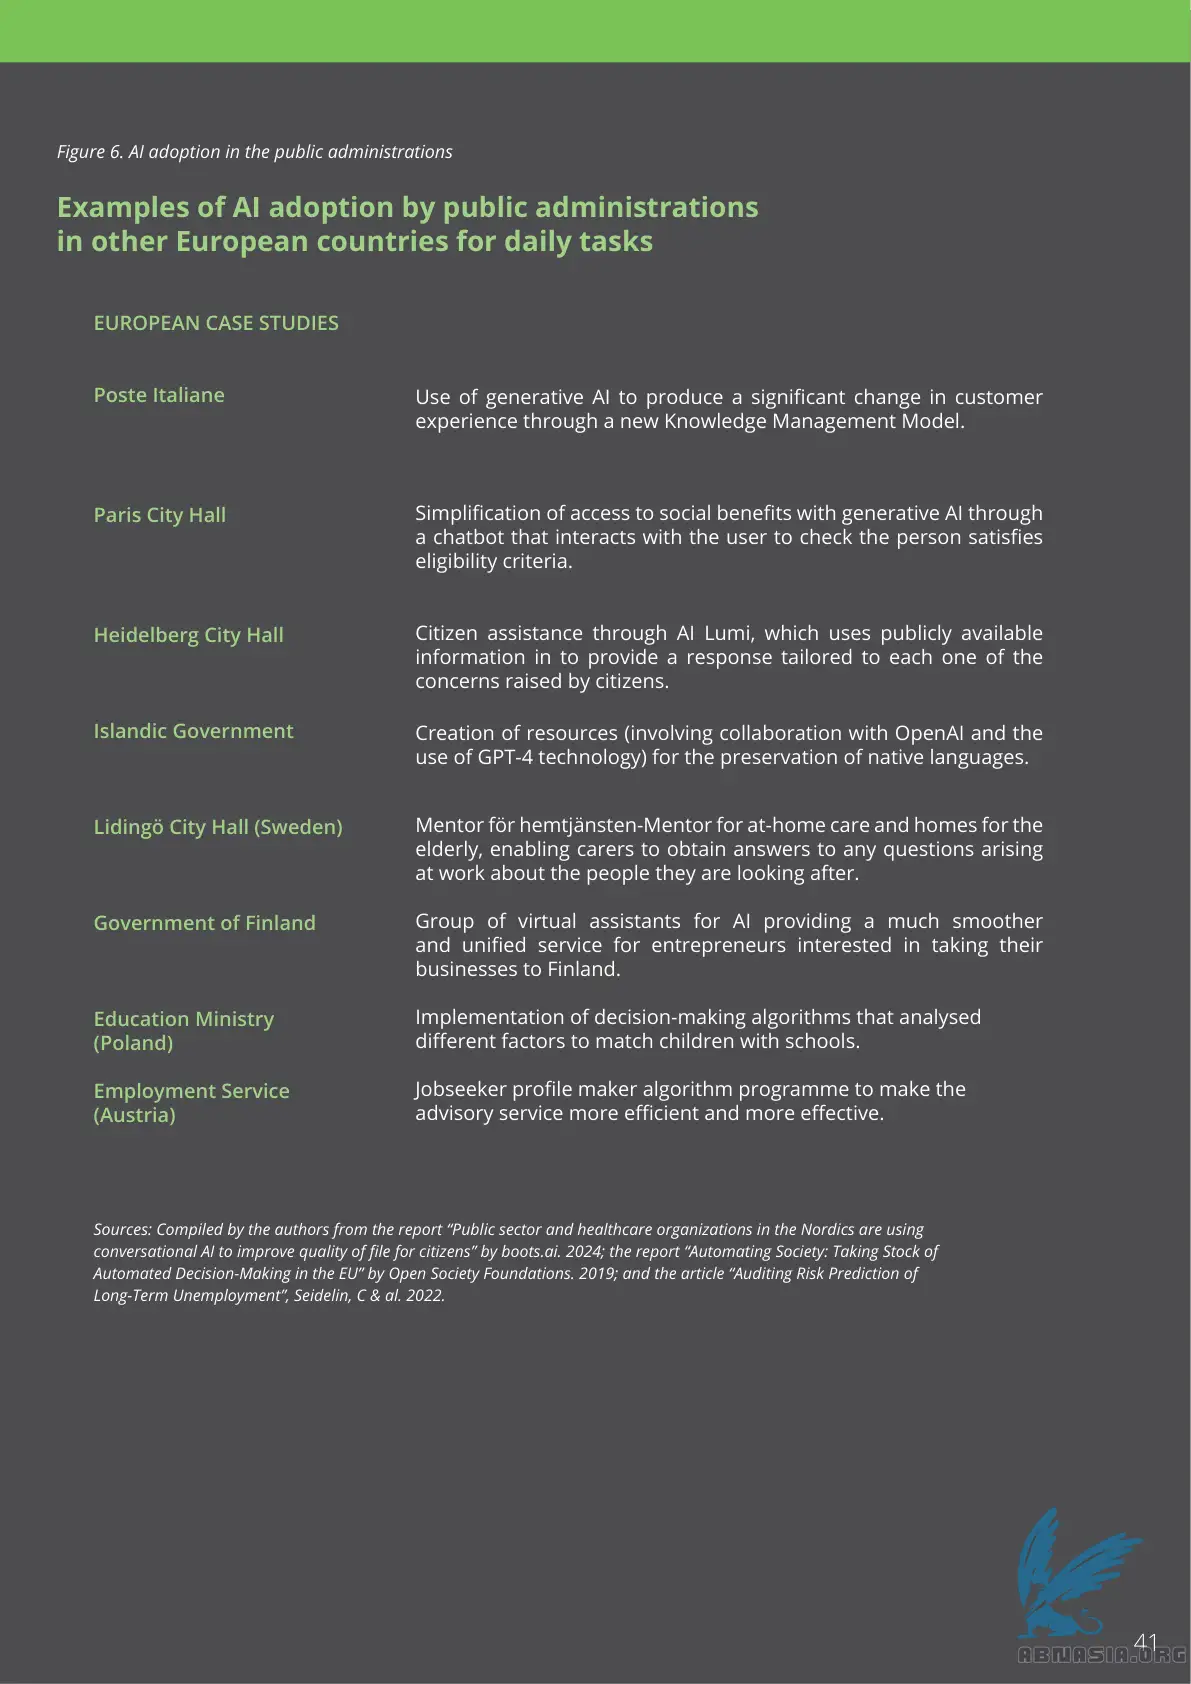 Figure 6. AI adoption in the public administrations
Examples of AI adoption by public administrations
in other European countries for daily tasks
EUROPEAN CASE STUDIES
Poste Italiane
Use of generative AI to produce a significant change in customer
experience through a new Knowledge Management Model.
Paris City Hall
Simplification of access to social benefits with generative AI through
a chatbot that interacts with the user to check the person satisfies
eligibility criteria.
Heidelberg City Hall
Citizen assistance through AI Lumi, which uses publicly available
information in to provide a response tailored to each one of the
concerns raised by citizens.
Islandic Government
Creation of resources (involving collaboration with OpenAI and the
use of GPT-4 technology) for the preservation of native languages.
Lidingö City Hall (Sweden)
Mentor för hemtjänsten-Mentor for at-home care and homes for the
elderly, enabling carers to obtain answers to any questions arising
at work about the people they are looking after.
Government of Finland
Group of virtual assistants for AI providing a much smoother
and unified service for entrepreneurs interested in taking their
businesses to Finland.
Education Ministry
(Poland)
Implementation of decision-making algorithms that analysed
different factors to match children with schools.
Employment Service
(Austria)
Jobseeker profile maker algorithm programme to make the
advisory service more efficient and more effective.
Sources: Compiled by the authors from the report “Public sector and healthcare organizations in the Nordics are using
conversational AI to improve quality of file for citizens” by boots.ai. 2024; the report “Automating Society: Taking Stock of
Automated Decision-Making in the EU” by Open Society Foundations. 2019; and the article “Auditing Risk Prediction of
Long-Term Unemployment”, Seidelin, C & al. 2022.
41
ABNASIA.ORG